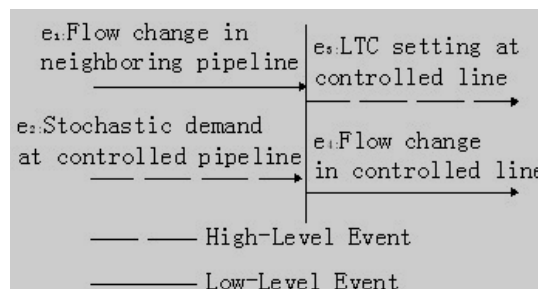 e₁:Flow change in
neighboring pipeline
e₃:LTC setting at
controlled line
e₂:Stochastic demand
at controlled pipeline
e₄:Flow change
in controlled line
High-Level Event
Low-Level Event